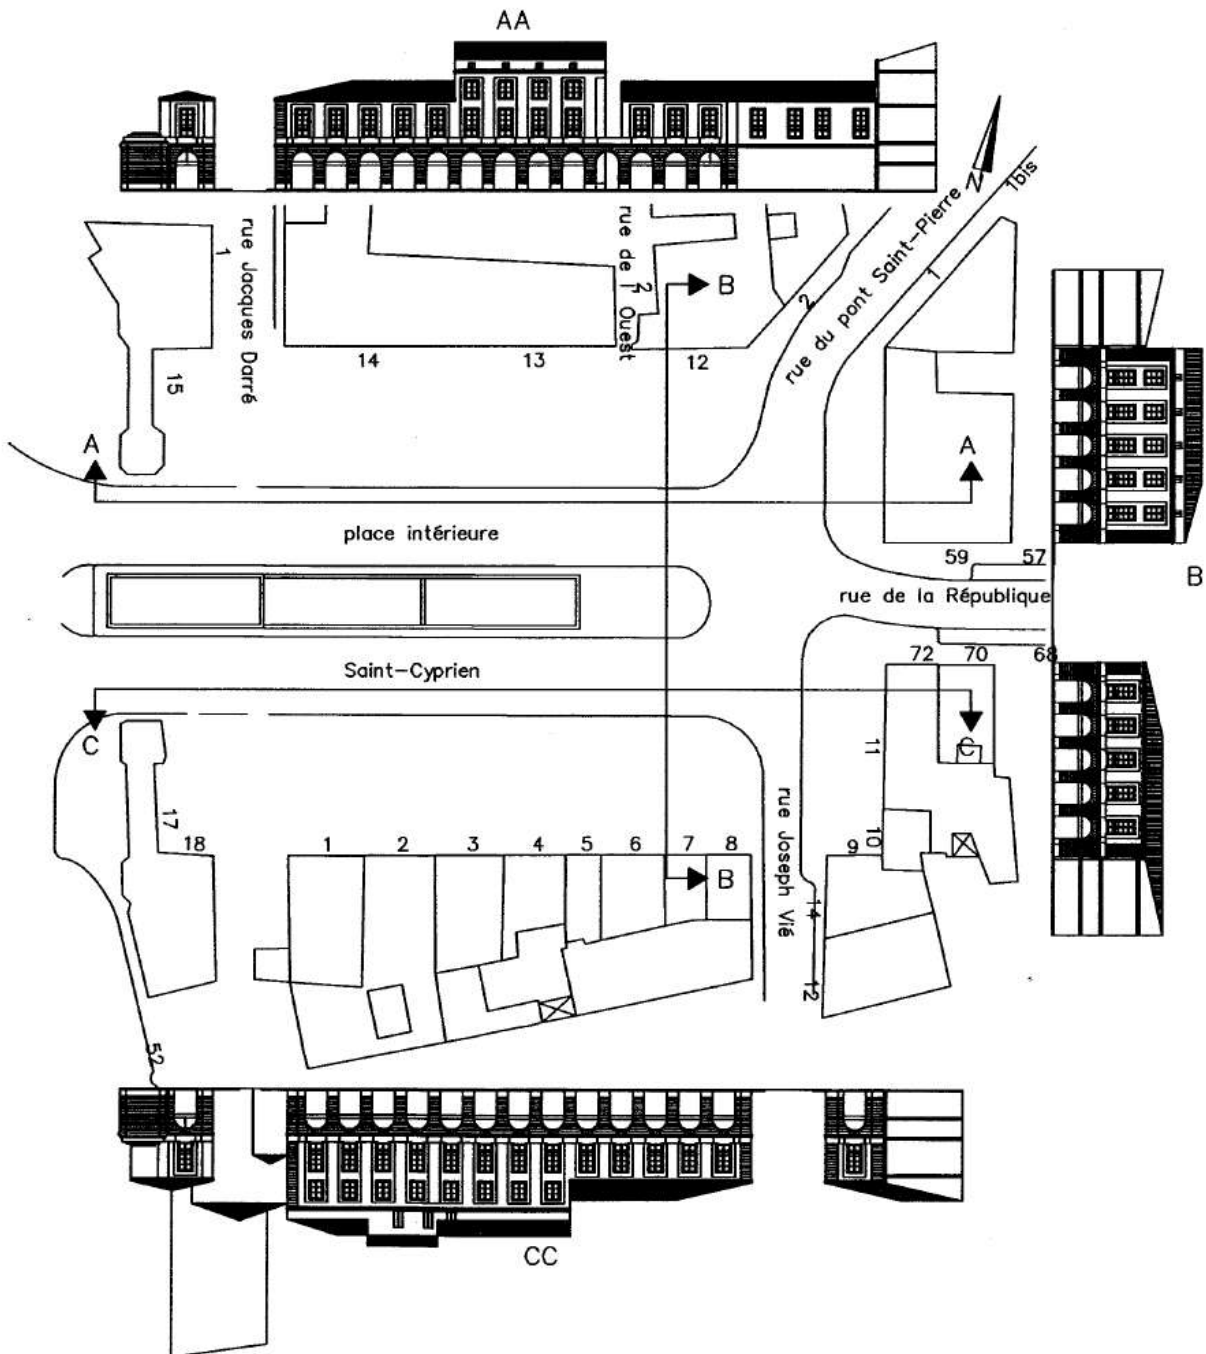 AA
rue Jacques Darré
rue de l'Ouest
rue du pont Saint-Pierre
N
1bis
1
1
2
2
B
14
13
12
15
A
A
place intérieure
59
57
B
rue de la République
Saint-Cyprien
72
70
68
C
C
11
17
18
1
2
3
4
5
6
7
8
rue Joseph Vié
9
10
B
14
12
52
CC